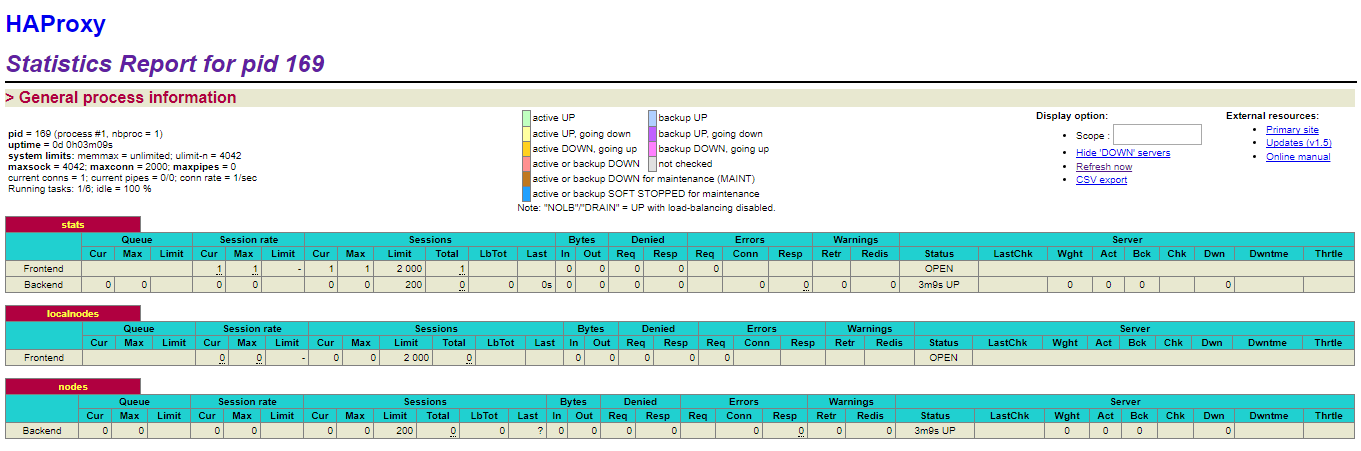 HAProxy
Statistics Report for pid 169
> General process information
pid = 169 (process #1, nbproc = 1)
uptime = 0d 0h03m09s
system limits: memmax = unlimited; ulimit-n = 4042
maxsock = 4042; maxconn = 2000; maxpipes = 0
current conns = 1; current pipes = 0/0; conn rate = 1/sec
Running tasks: 1/6; idle = 100 %
active UP backup UP
active UP, going down backup UP, going down
active DOWN, going up backup DOWN, going up
active or backup DOWN not checked
active or backup DOWN for maintenance (MAINT)
active or backup SOFT STOPPED for maintenance
Note: "NOLB"/"DRAIN" = UP with load-balancing disabled.
Display option:
• Scope :
• Hide 'DOWN' servers
• Refresh now
• CSV export
External resources:
• Primary site
• Updates (v1.5)
• Online manual
stats
Queue Session rate Sessions Bytes Denied Errors Warnings Server
Cur Max Limit Cur Max Limit Cur Max Limit Total LbTot Last In Out Req Resp Req Conn Resp Retr Redis Status LastChk Wght Act Bck Chk Dwn Dwntme Thrtle
Frontend 1 1 - 1 1 2 000 1 0 0 0 0 0 OPEN
Backend 0 0 0 0 0 0 200 0 0 0s 0 0 0 0 0 0 0 0 3m9s UP 0 0 0 0
localnodes
Queue Session rate Sessions Bytes Denied Errors Warnings Server
Cur Max Limit Cur Max Limit Cur Max Limit Total LbTot Last In Out Req Resp Req Conn Resp Retr Redis Status LastChk Wght Act Bck Chk Dwn Dwntme Thrtle
Frontend 0 0 - 0 0 2 000 0 0 0 0 0 0 OPEN
nodes
Queue Session rate Sessions Bytes Denied Errors Warnings Server
Cur Max Limit Cur Max Limit Cur Max Limit Total LbTot Last In Out Req Resp Req Conn Resp Retr Redis Status LastChk Wght Act Bck Chk Dwn Dwntme Thrtle
Backend 0 0 0 0 0 0 200 0 0 ? 0 0 0 0 0 0 0 0 3m9s UP 0 0 0 0